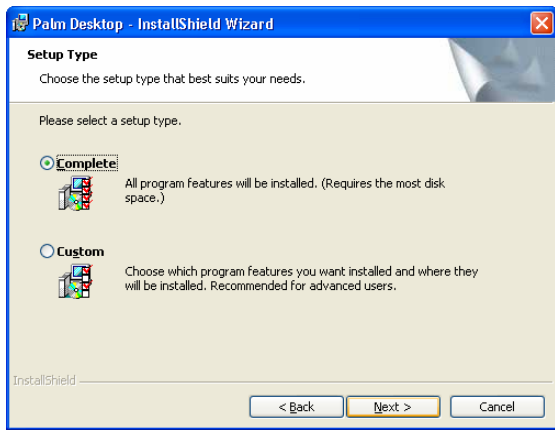 Palm Desktop - InstallShield Wizard
Setup Type
Choose the setup type that best suits your needs.
Please select a setup type.
Complete
All program features will be installed. (Requires the most disk
space.)
Custom
Choose which program features you want installed and where they
will be installed. Recommended for advanced users.
InstallShield
< Back Next > Cancel